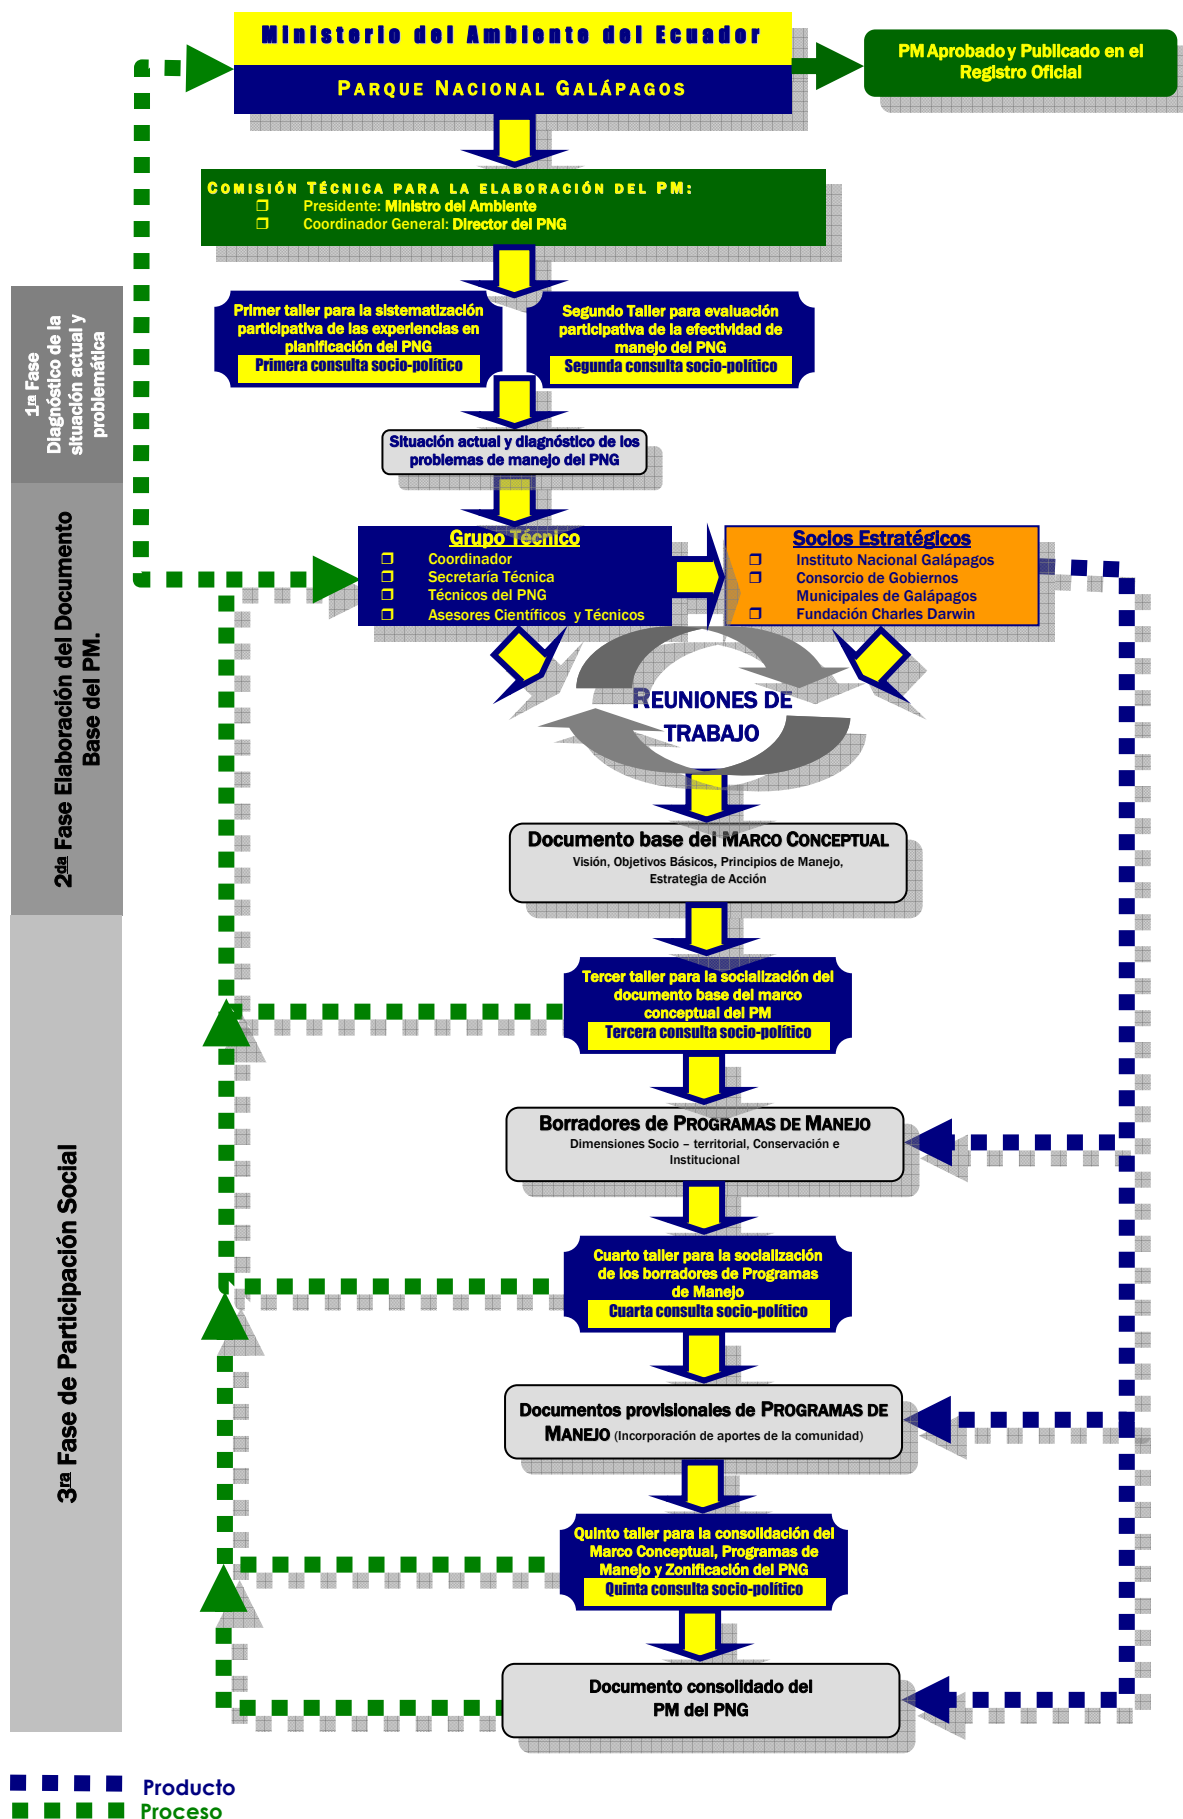 Ministerio del Ambiente del Ecuador
PARQUE NACIONAL GALÁPAGOS
PM Aprobado y Publicado en el
Registro Oficial
COMISIÓN TÉCNICA PARA LA ELABORACIÓN DEL PM:
❒ Presidente: Ministro del Ambiente
❒ Coordinador General: Director del PNG
1ra Fase
Diagnóstico de la
situación actual y
problemática
Primer taller para la sistematización
participativa de las experiencias en
planificación del PNG
Primera consulta socio-político
Segundo Taller para evaluación
participativa de la efectividad de
manejo del PNG
Segunda consulta socio-político
Situación actual y diagnóstico de los
problemas de manejo del PNG
2da Fase Elaboración del Documento
Base del PM.
Grupo Técnico
❒ Coordinador
❒ Secretaría Técnica
❒ Técnicos del PNG
❒ Asesores Científicos y Técnicos
Socios Estratégicos
❒ Instituto Nacional Galápagos
❒ Consorcio de Gobiernos
Municipales de Galápagos
❒ Fundación Charles Darwin
REUNIONES DE
TRABAJO
Documento base del MARCO CONCEPTUAL
Visión, Objetivos Básicos, Principios de Manejo,
Estrategia de Acción
3ra Fase de Participación Social
Tercer taller para la socialización del
documento base del marco
conceptual del PM
Tercera consulta socio-político
Borradores de PROGRAMAS DE MANEJO
Dimensiones Socio – territorial, Conservación e
Institucional
Cuarto taller para la socialización
de los borradores de Programas
de Manejo
Cuarta consulta socio-político
Documentos provisionales de PROGRAMAS DE
MANEJO (Incorporación de aportes de la comunidad)
Quinto taller para la consolidación del
Marco Conceptual, Programas de
Manejo y Zonificación del PNG
Quinta consulta socio-político
Documento consolidado del
PM del PNG
Producto
Proceso